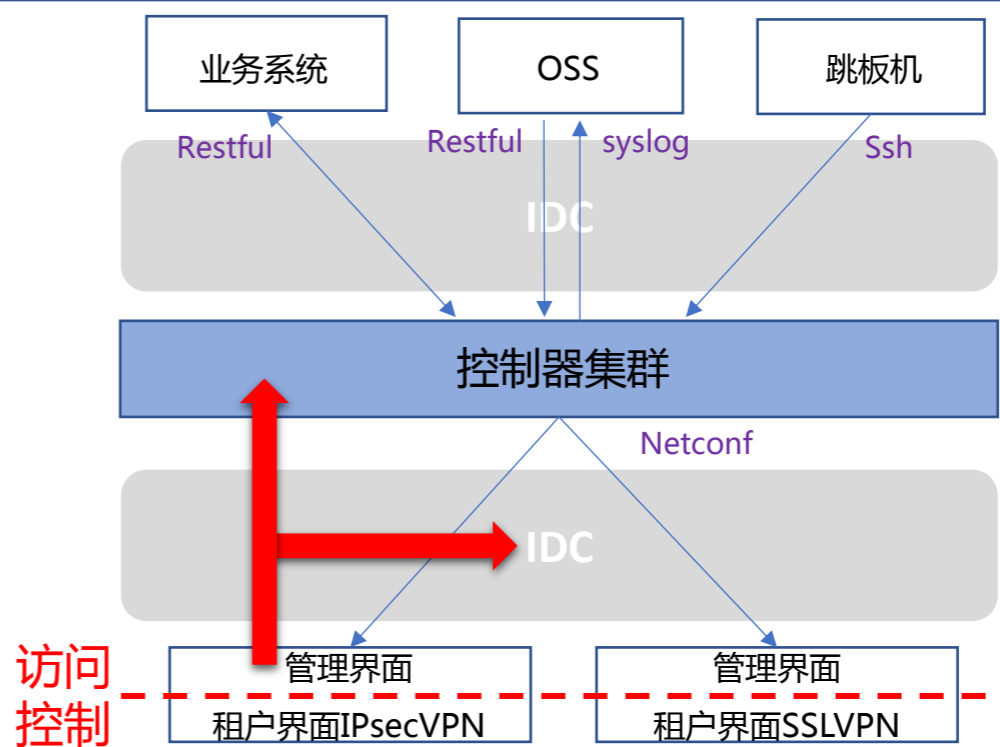 业务系统
OSS
跳板机
Restful
Restful
syslog
Ssh
IDC
控制器集群
Netconf
IDC
访问
控制
管理界面
租户界面IPsecVPN
管理界面
租户界面SSLVPN